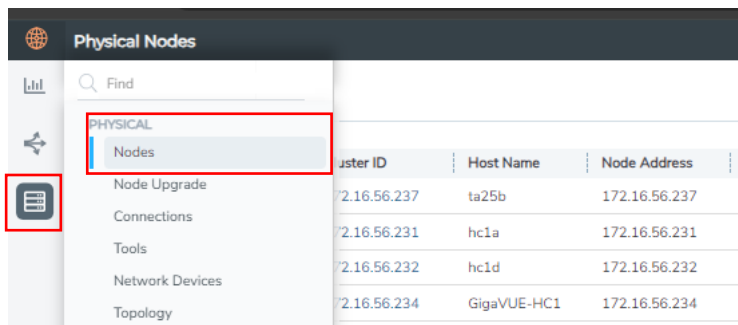 Physical Nodes
Find
PHYSICAL
Nodes
Node Upgrade
Connections
Tools
Network Devices
Topology
uster ID Host Name Node Address
72.16.56.237 ta25b 172.16.56.237
72.16.56.231 hc1a 172.16.56.231
72.16.56.232 hc1d 172.16.56.232
72.16.56.234 GigaVUE-HC1 172.16.56.234